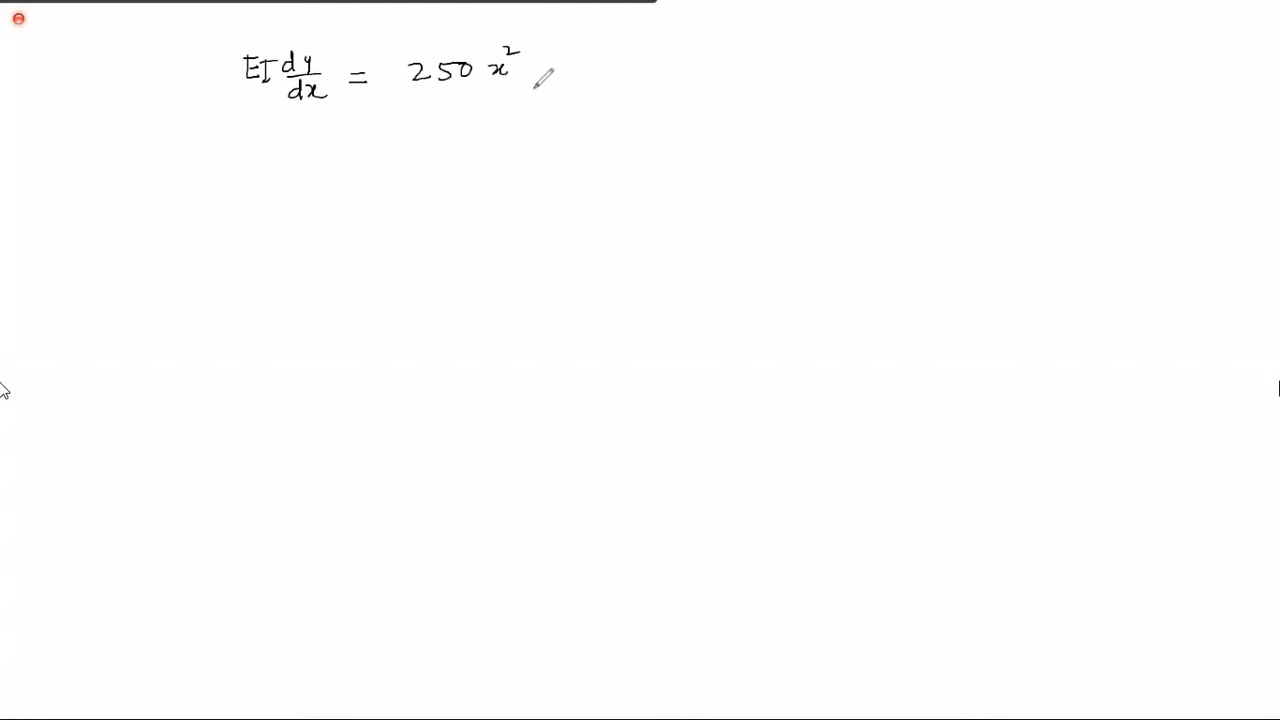 EI dy/dx = 250 x²